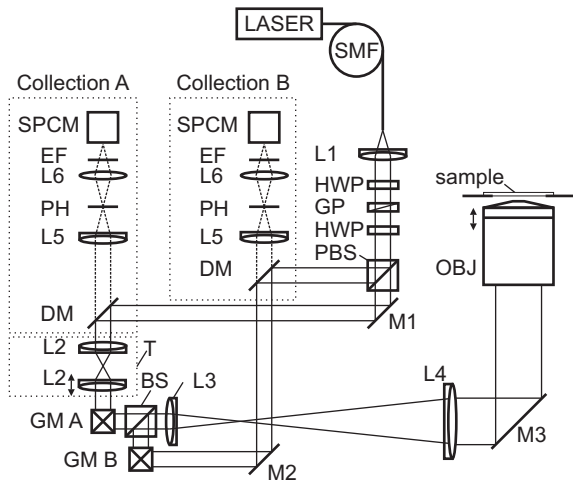 LASER
SMF
Collection A
Collection B
SPCM
SPCM
EF
EF
L1
L6
L6
HWP
sample
PH
PH
GP
L5
L5
HWP
OBJ
DM
PBS
DM
M1
L2
T
L2
BS
L3
L4
GM A
M3
GM B
M2